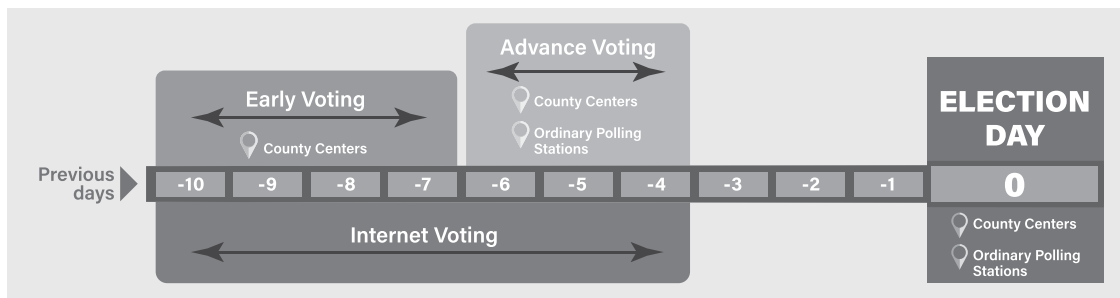 Advance Voting
County Centers
Ordinary Polling
Stations
Early Voting
County Centers
ELECTION
DAY
Previous
days
-10 -9 -8 -7 -6 -5 -4 -3 -2 -1 0
Internet Voting
County Centers
Ordinary Polling
Stations